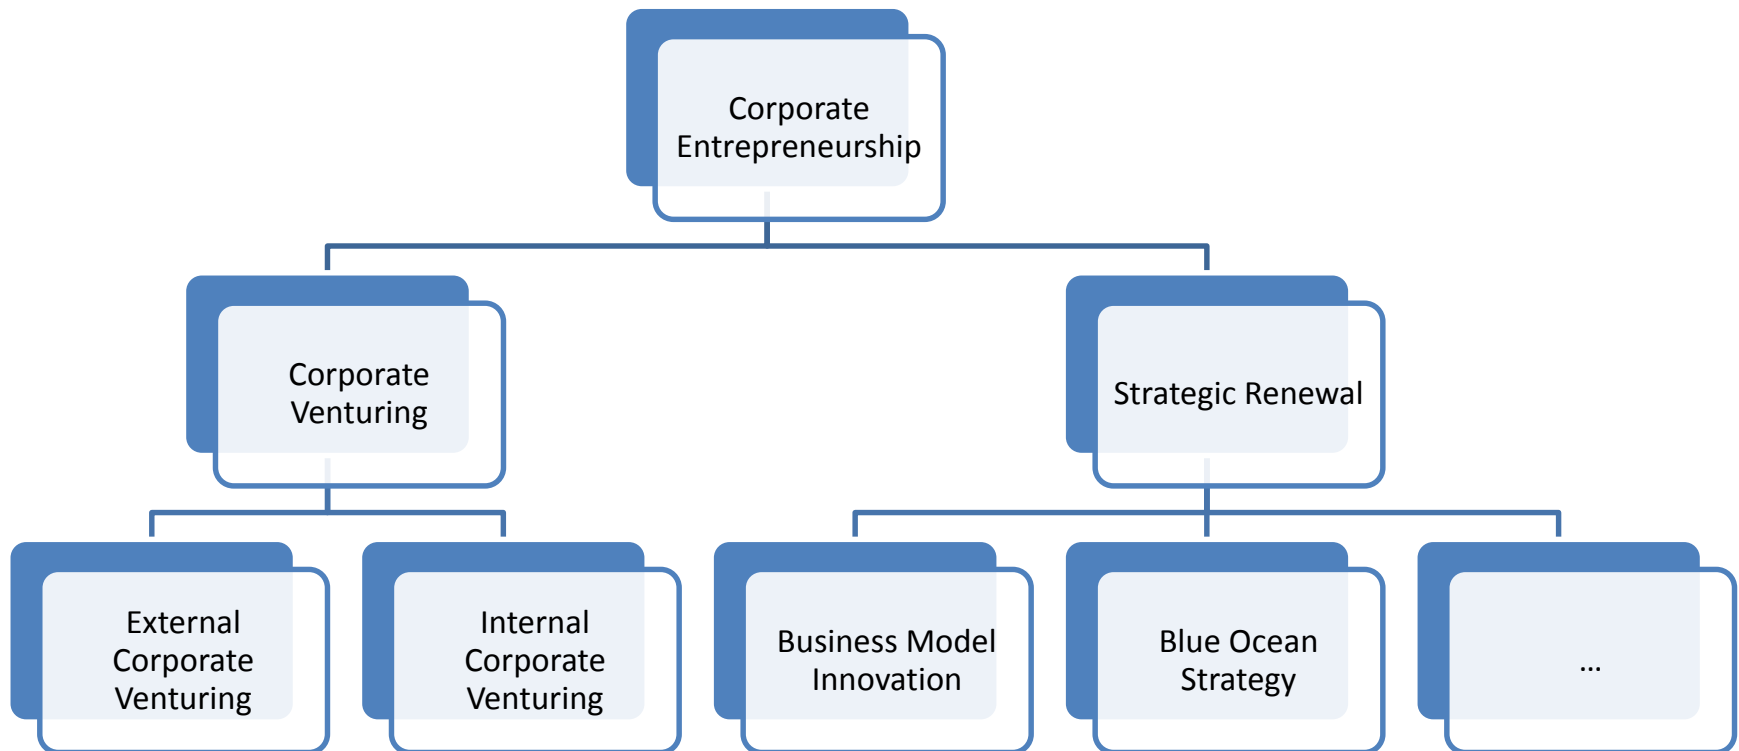 Corporate
Entrepreneurship
Corporate
Venturing
Strategic Renewal
External
Corporate
Venturing
Internal
Corporate
Venturing
Business Model
Innovation
Blue Ocean
Strategy
...